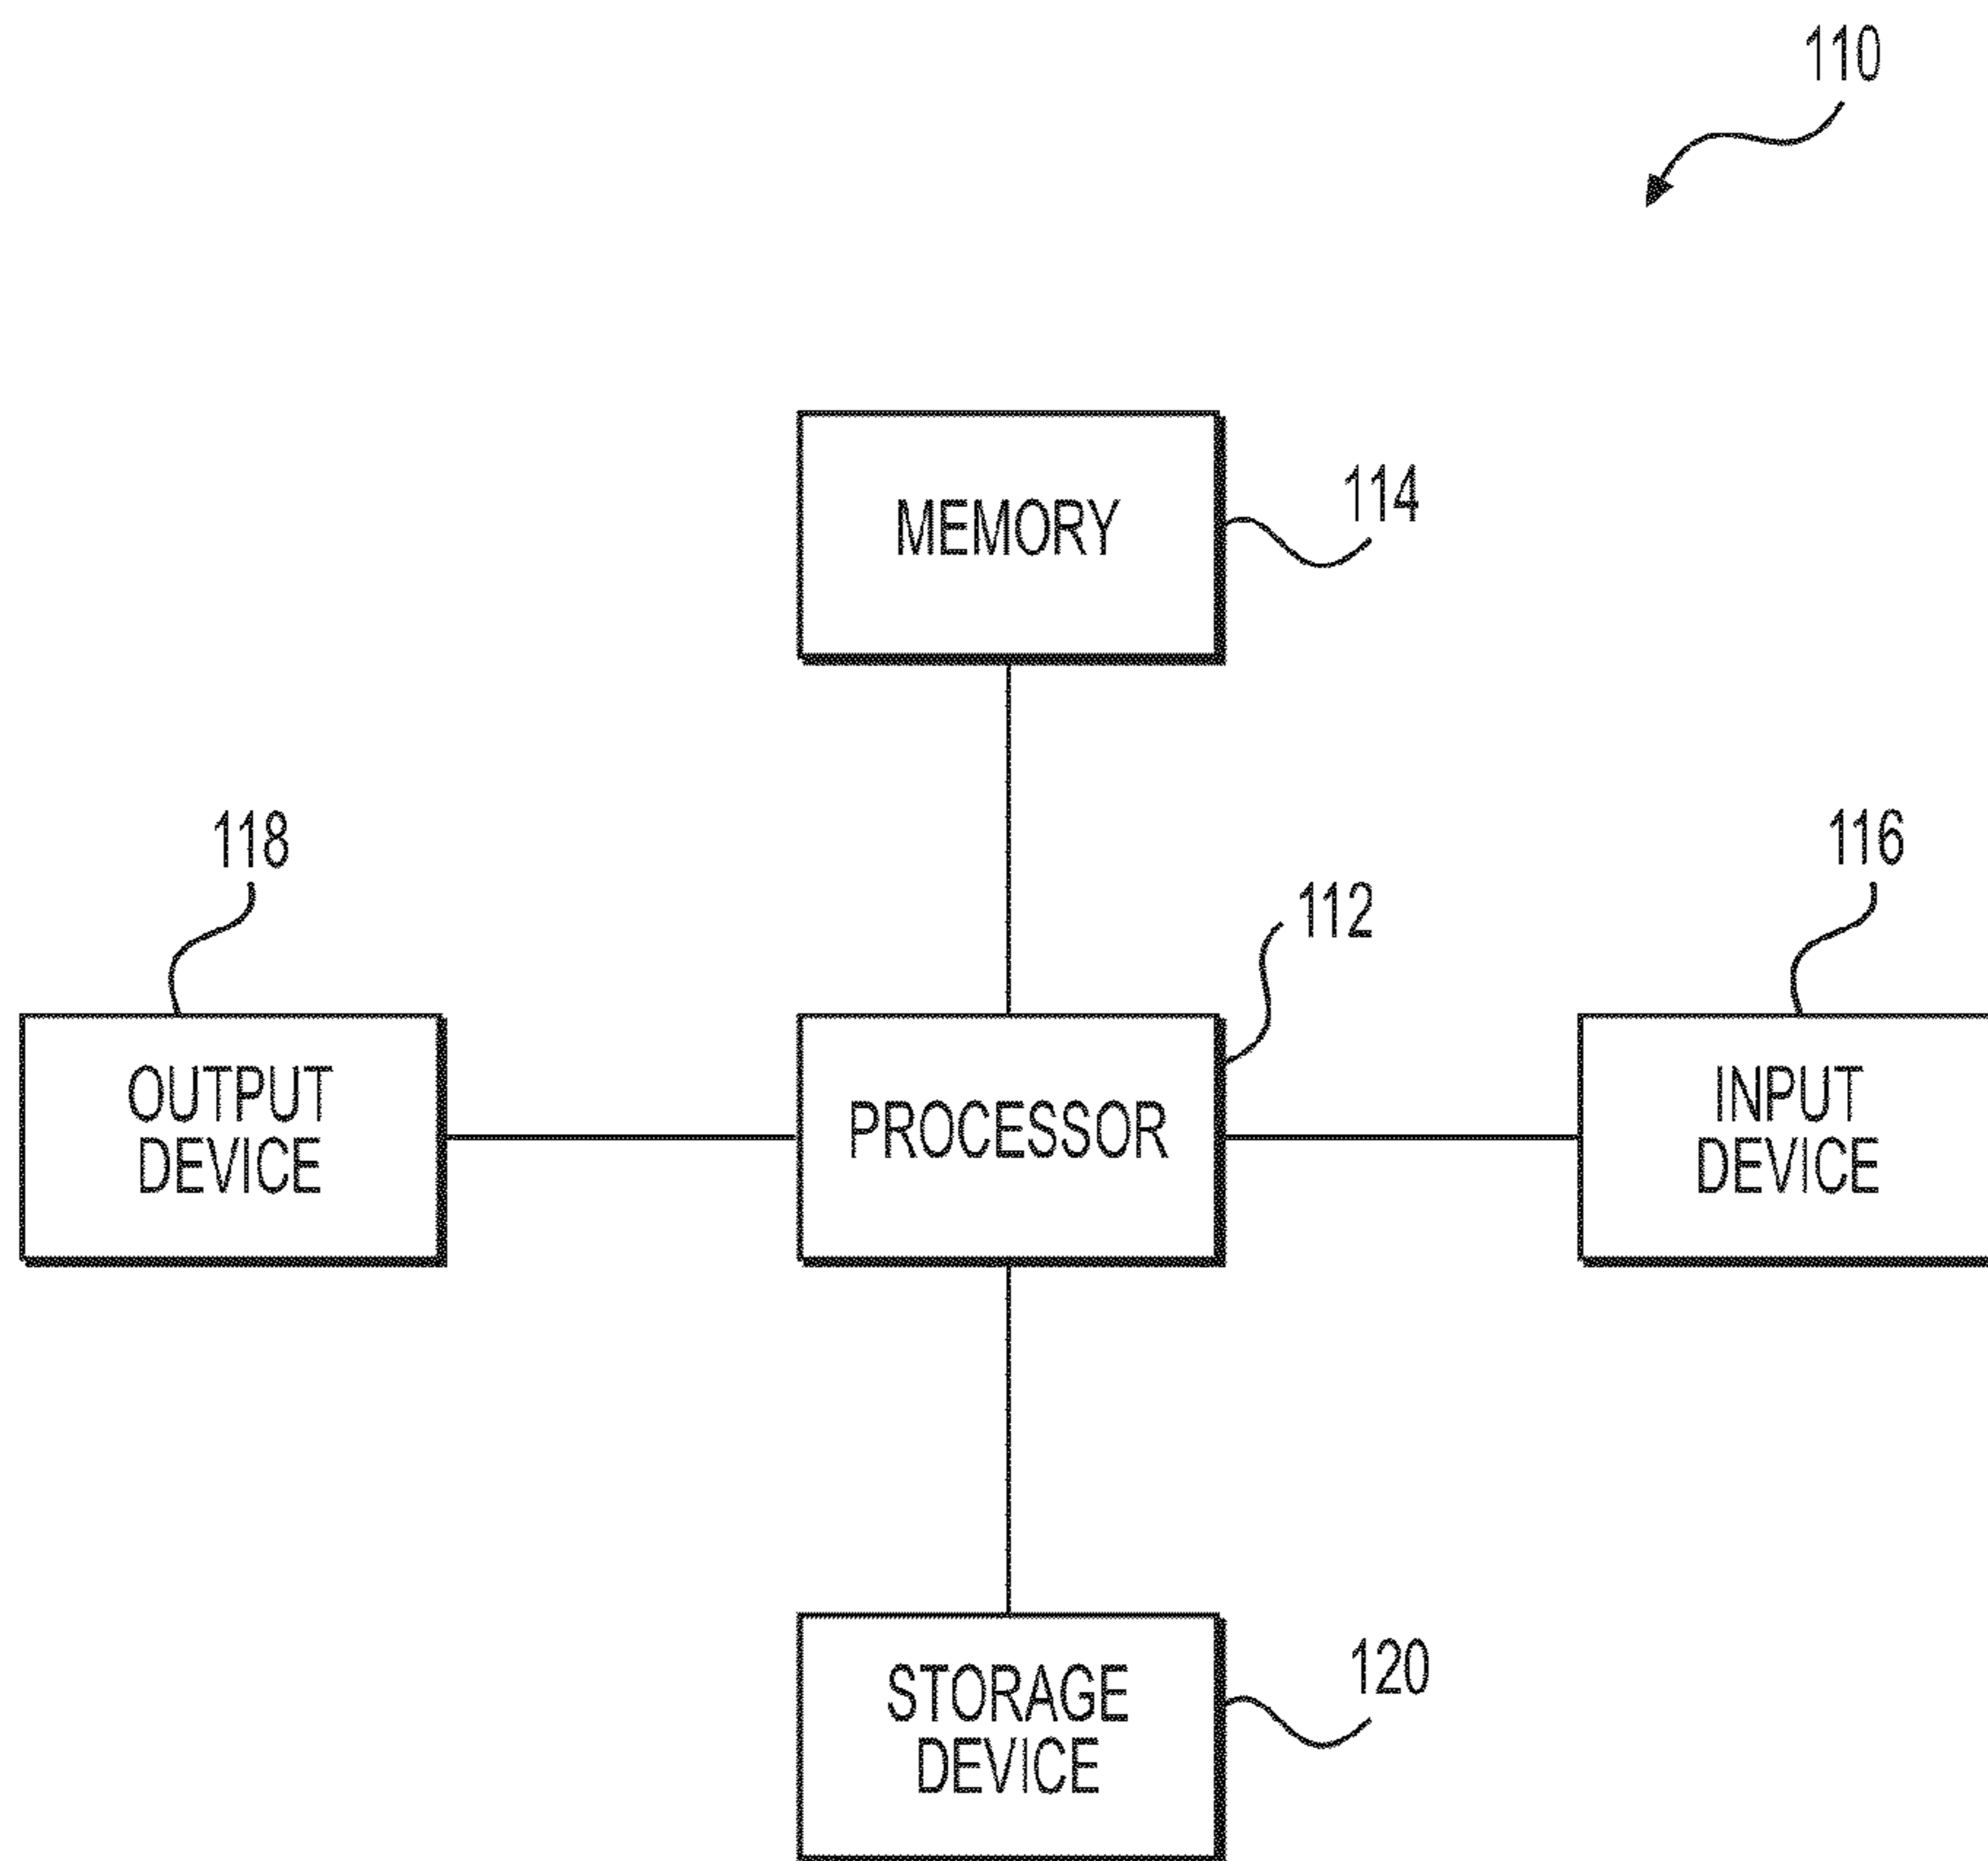 110
MEMORY
114
118
112
116
OUTPUT
DEVICE
PROCESSOR
INPUT
DEVICE
STORAGE
DEVICE
120